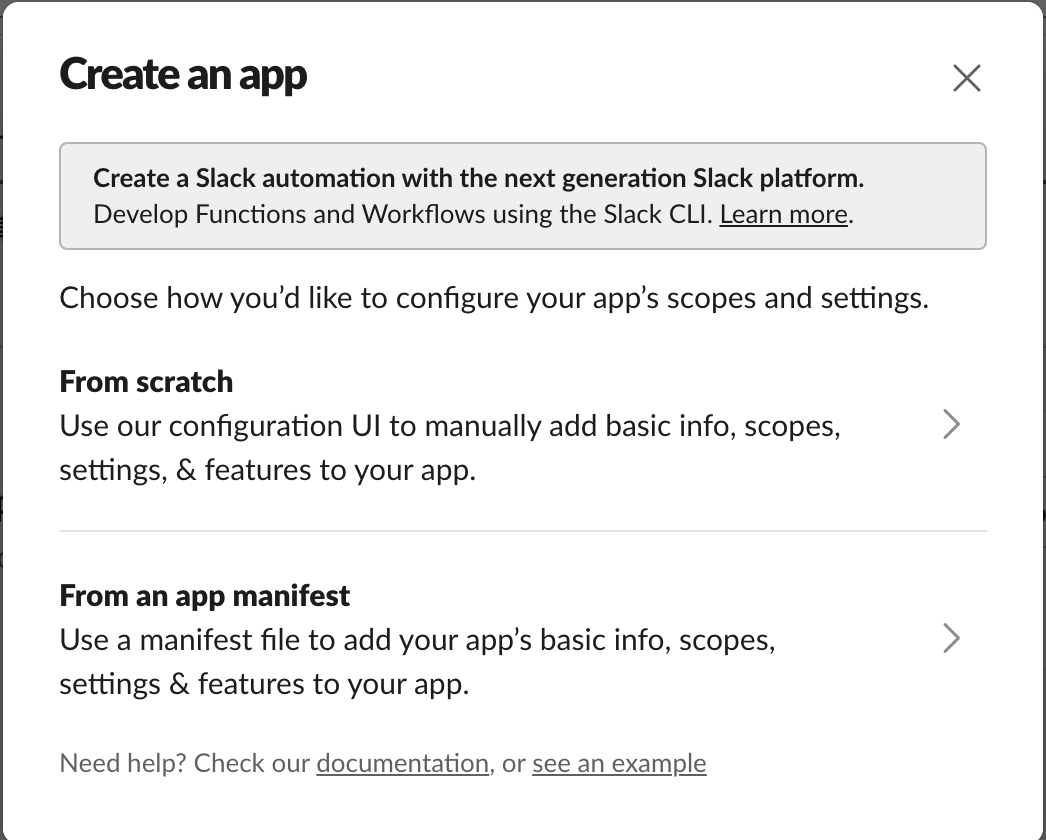 Create an app
Create a Slack automation with the next generation Slack platform.
Develop Functions and Workflows using the Slack CLI. Learn more.
Choose how you’d like to configure your app’s scopes and settings.
From scratch
Use our configuration UI to manually add basic info, scopes,
settings, & features to your app.
From an app manifest
Use a manifest file to add your app’s basic info, scopes,
settings & features to your app.
Need help? Check our documentation, or see an example